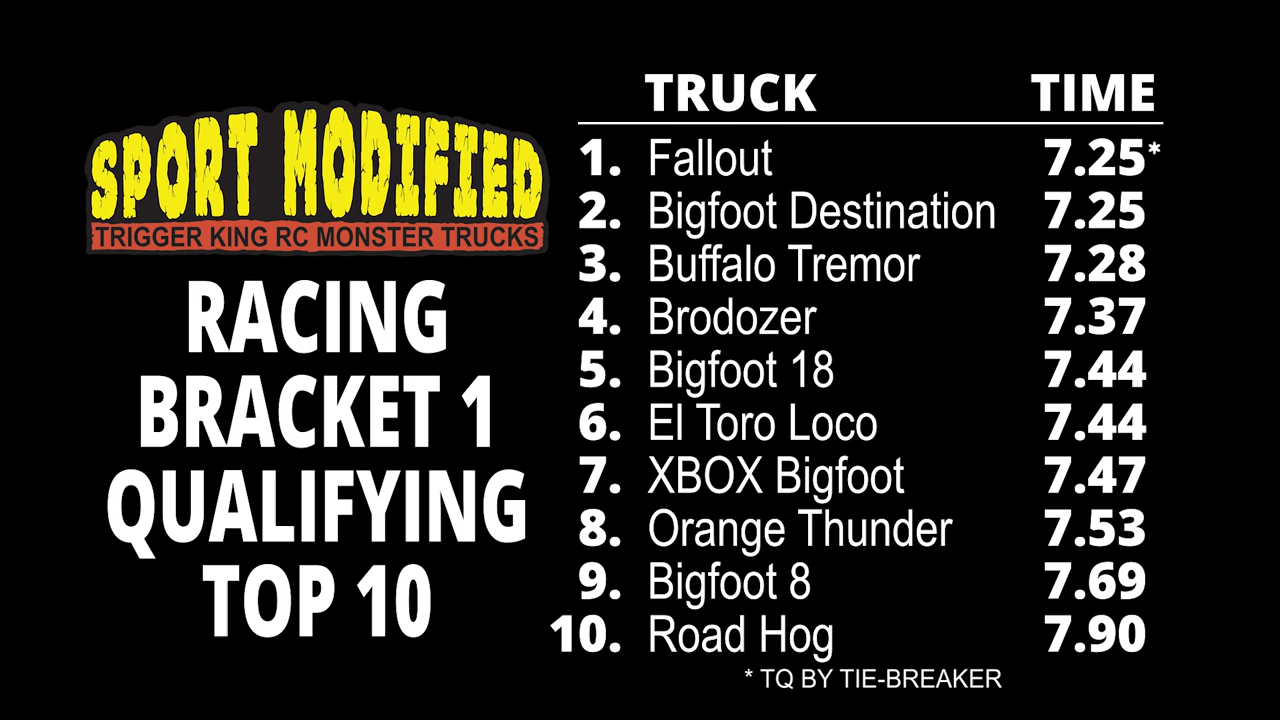 SPORT MODIFIED
TRIGGER KING RC MONSTER TRUCKS
RACING
BRACKET 1
QUALIFYING
TOP 10
TRUCK TIME
1. Fallout 7.25*
2. Bigfoot Destination 7.25
3. Buffalo Tremor 7.28
4. Brodozer 7.37
5. Bigfoot 18 7.44
6. El Toro Loco 7.44
7. XBOX Bigfoot 7.47
8. Orange Thunder 7.53
9. Bigfoot 8 7.69
10. Road Hog 7.90
* TQ BY TIE-BREAKER